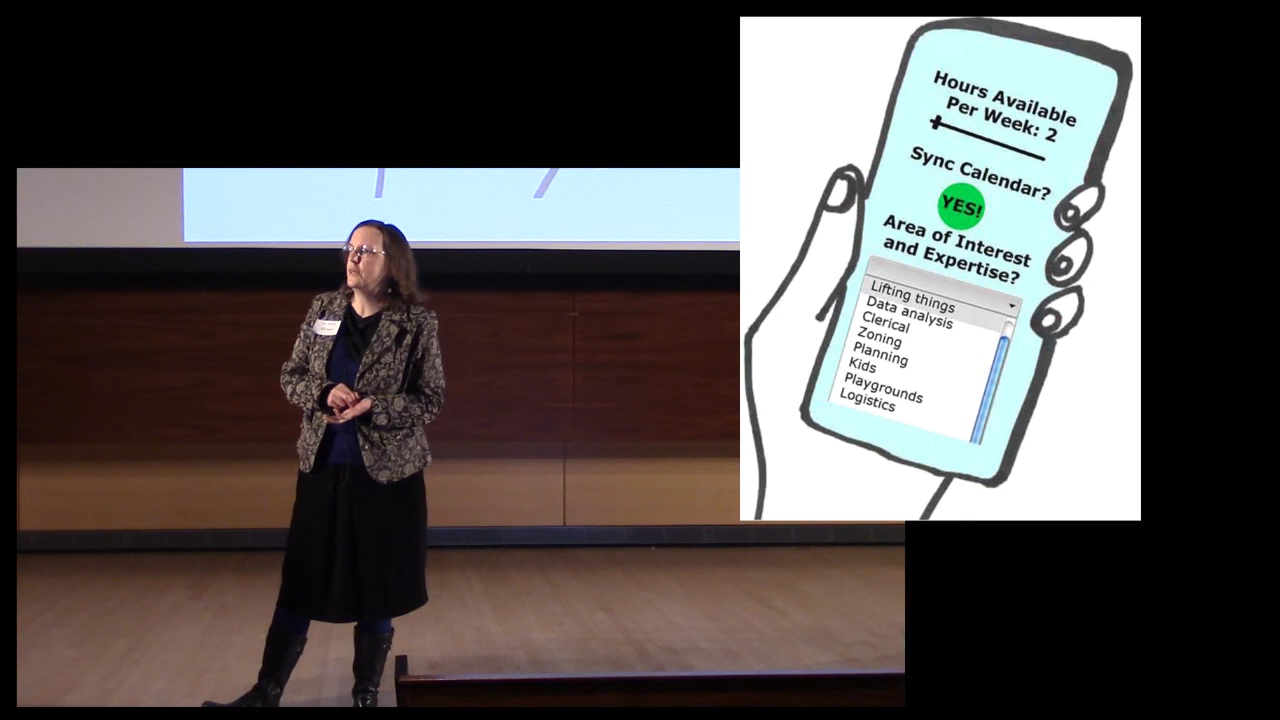 Hours Available
Per Week: 2
Sync Calendar?
YES!
Area of Interest
and Expertise?
Lifting things
Data analysis
Clerical
Zoning
Planning
Kids
Playgrounds
Logistics